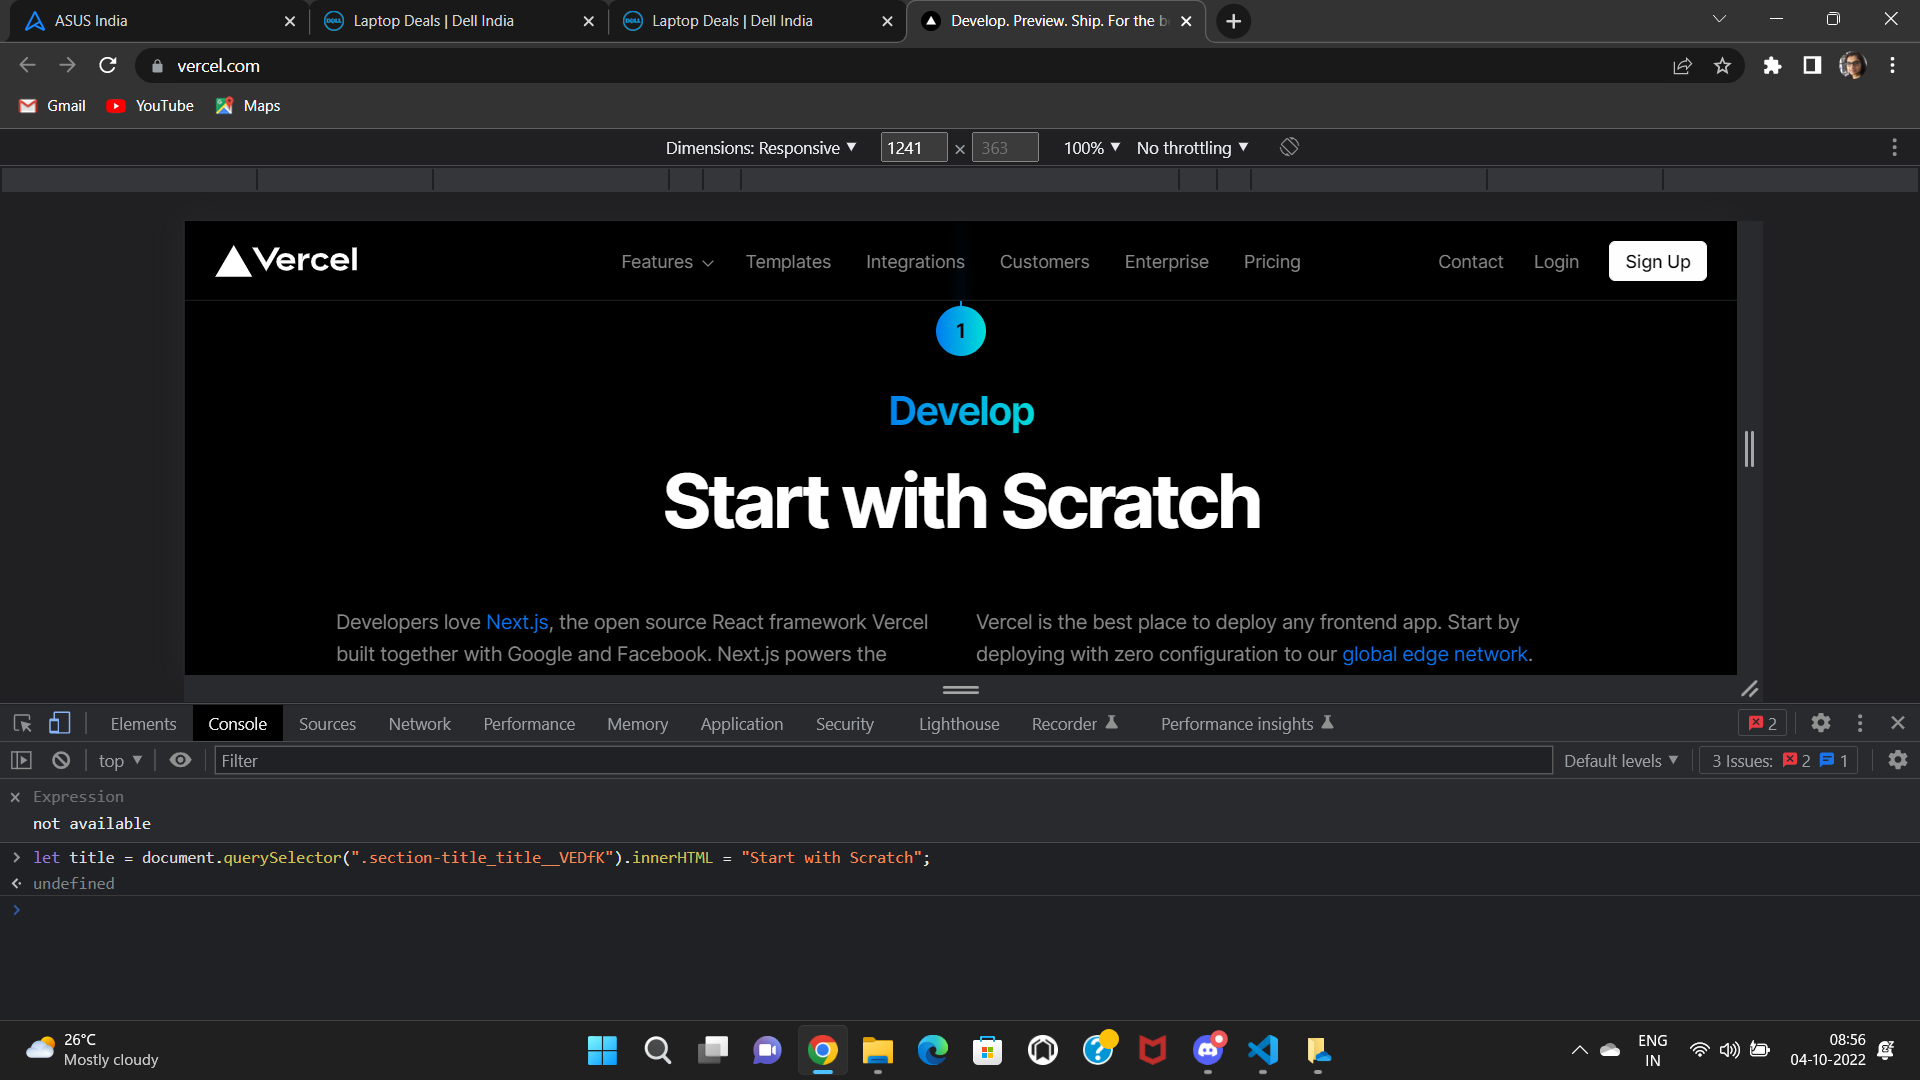 ASUS India
Laptop Deals | Dell India
Laptop Deals | Dell India
Develop. Preview. Ship. For the b
vercel.com
Gmail
YouTube
Maps
Dimensions: Responsive
1241 × 363
100%
No throttling
Vercel
Features
Templates
Integrations
Customers
Enterprise
Pricing
Contact
Login
Sign Up
1
Develop
Start with Scratch
Developers love Next.js, the open source React framework Vercel
built together with Google and Facebook. Next.js powers the
Vercel is the best place to deploy any frontend app. Start by
deploying with zero configuration to our global edge network.
Elements
Console
Sources
Network
Performance
Memory
Application
Security
Lighthouse
Recorder
Performance insights
2
top
Filter
Default levels
3 Issues: 2 1
Expression
not available
let title = document.querySelector(".section-title_title__VEDfK").innerHTML = "Start with Scratch";
undefined
26°C
Mostly cloudy
ENG
IN
08:56
04-10-2022